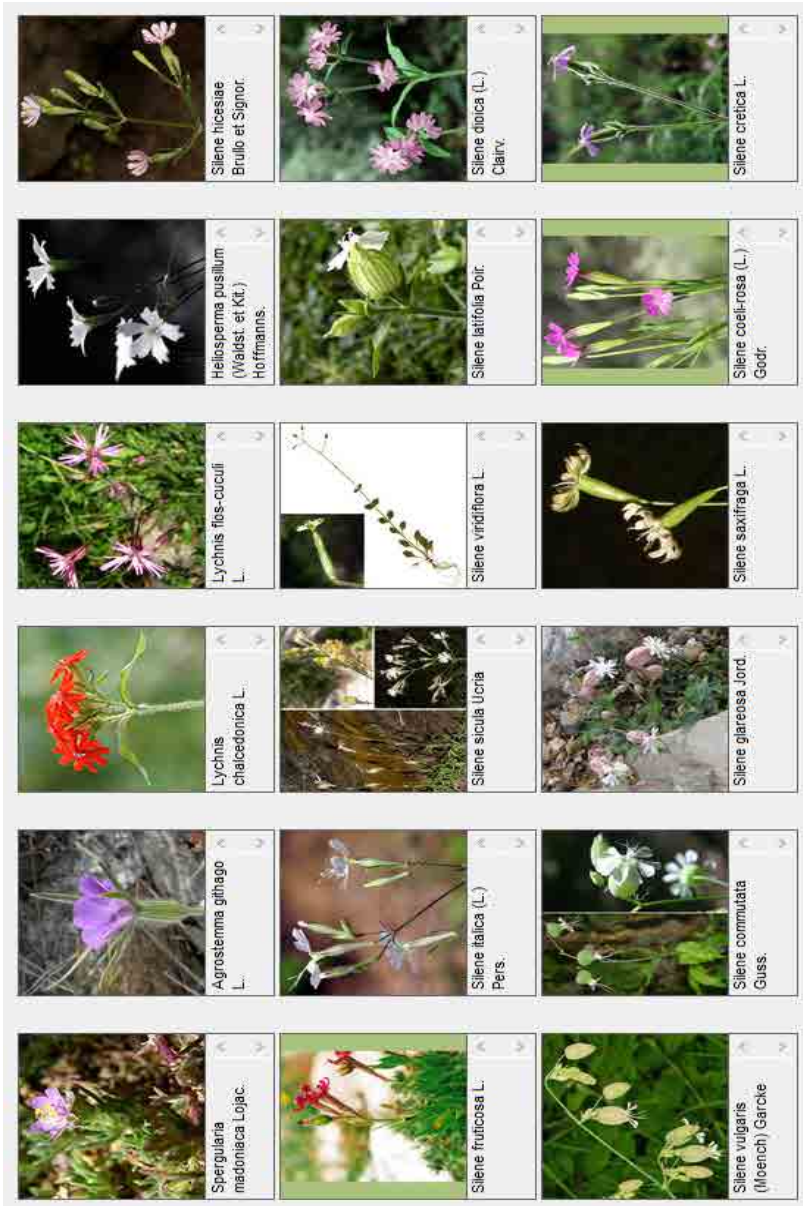 Spergularia
madoniaca Lojac.
Agrostemma githago
L.
Lychnis
chalcedonica L.
Lychnis flos-cuculi
L.
Heliosperma pusillum
(Waldst. et Kit.)
Hoffmanns.
Silene hicesiae
Brullo et Signor.
Silene fruticosa L.
Silene italica (L.)
Pers.
Silene sicula Ucria
Silene viridiflora L.
Silene latifolia Poir.
Silene dioica (L.)
Clairv.
Silene vulgaris
(Moench) Garcke
Silene commutata
Guss.
Silene glareosa Jord.
Silene saxifraga L.
Silene coeli-rosa (L.)
Godr.
Silene cretica L.